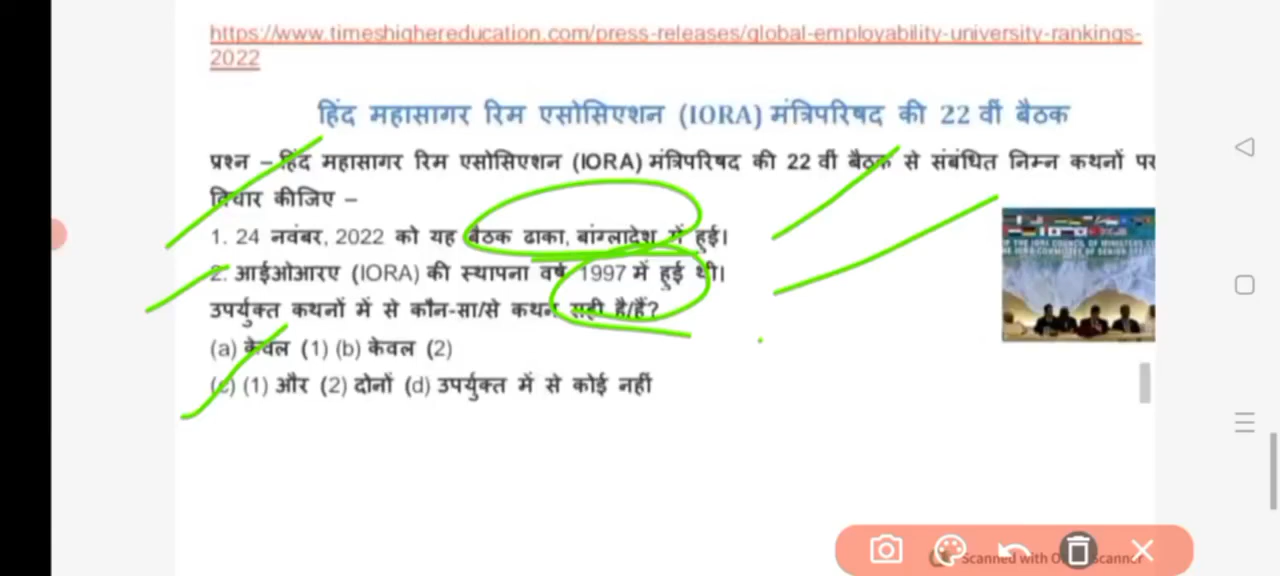 https://www.timeshighereducation.com/press-releases/global-employability-university-rankings-
2022
हिंद महासागर रिम एसोसिएशन (IORA) मंत्रिपरिषद की 22 वीं बैठक
प्रश्न – हिंद महासागर रिम एसोसिएशन (IORA) मंत्रिपरिषद की 22 वीं बैठक से संबंधित निम्न कथनों पर
विचार कीजिए –
1. 24 नवंबर, 2022 को यह बैठक ढाका, बांग्लादेश में हुई।
2. आईओआरए (IORA) की स्थापना वर्ष 1997 में हुई थी।
उपर्युक्त कथनों में से कौन-सा/से कथन सही है/हैं?
(a) केवल (1) (b) केवल (2)
(c) (1) और (2) दोनों (d) उपर्युक्त में से कोई नहीं
Scanned with Scanner